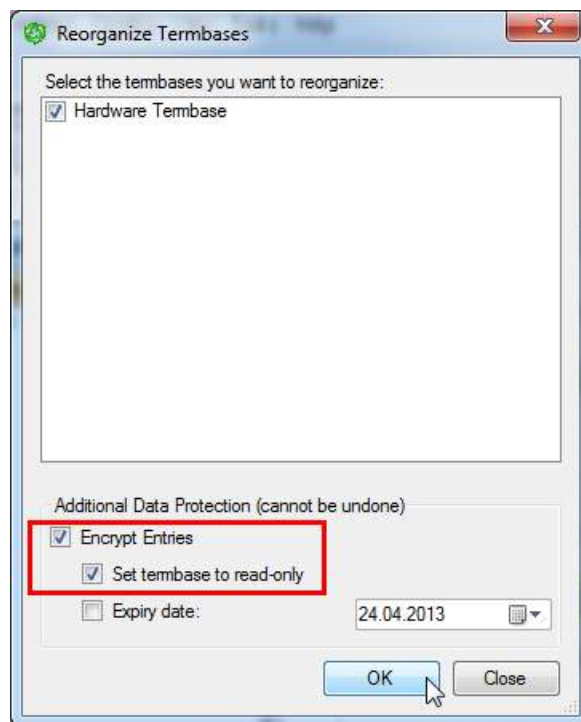 Reorganize Termbases
Select the termbases you want to reorganize:
Hardware Termbase
Additional Data Protection (cannot be undone)
Encrypt Entries
Set termbase to read-only
Expiry date:
24.04.2013
OK
Close